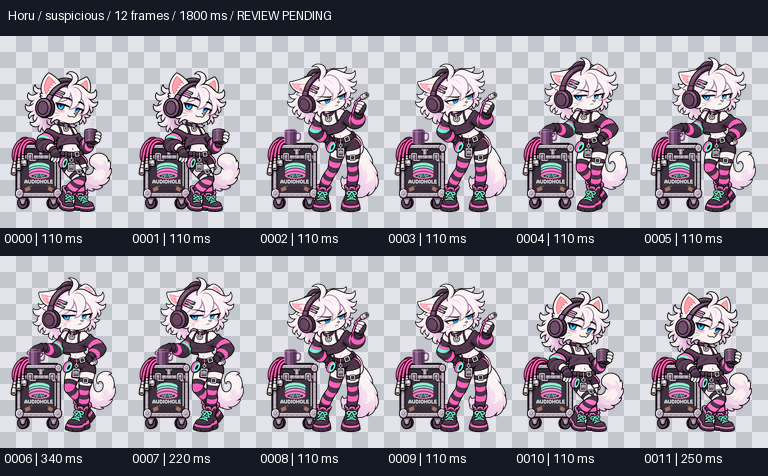 Horu / suspicious / 12 frames / 1800 ms / REVIEW PENDING
AUDIOHOLE
AUDIOHOLE
AUDIOHOLE
AUDIOHOLE
AUDIOHOLE
AUDIOHOLE
0000 | 110 ms
0001 | 110 ms
0002 | 110 ms
0003 | 110 ms
0004 | 110 ms
0005 | 110 ms
AUDIOHOLE
AUDIOHOLE
AUDIOHOLE
AUDIOHOLE
AUDIOHOLE
AUDIOHOLE
0006 | 340 ms
0007 | 220 ms
0008 | 110 ms
0009 | 110 ms
0010 | 110 ms
0011 | 250 ms